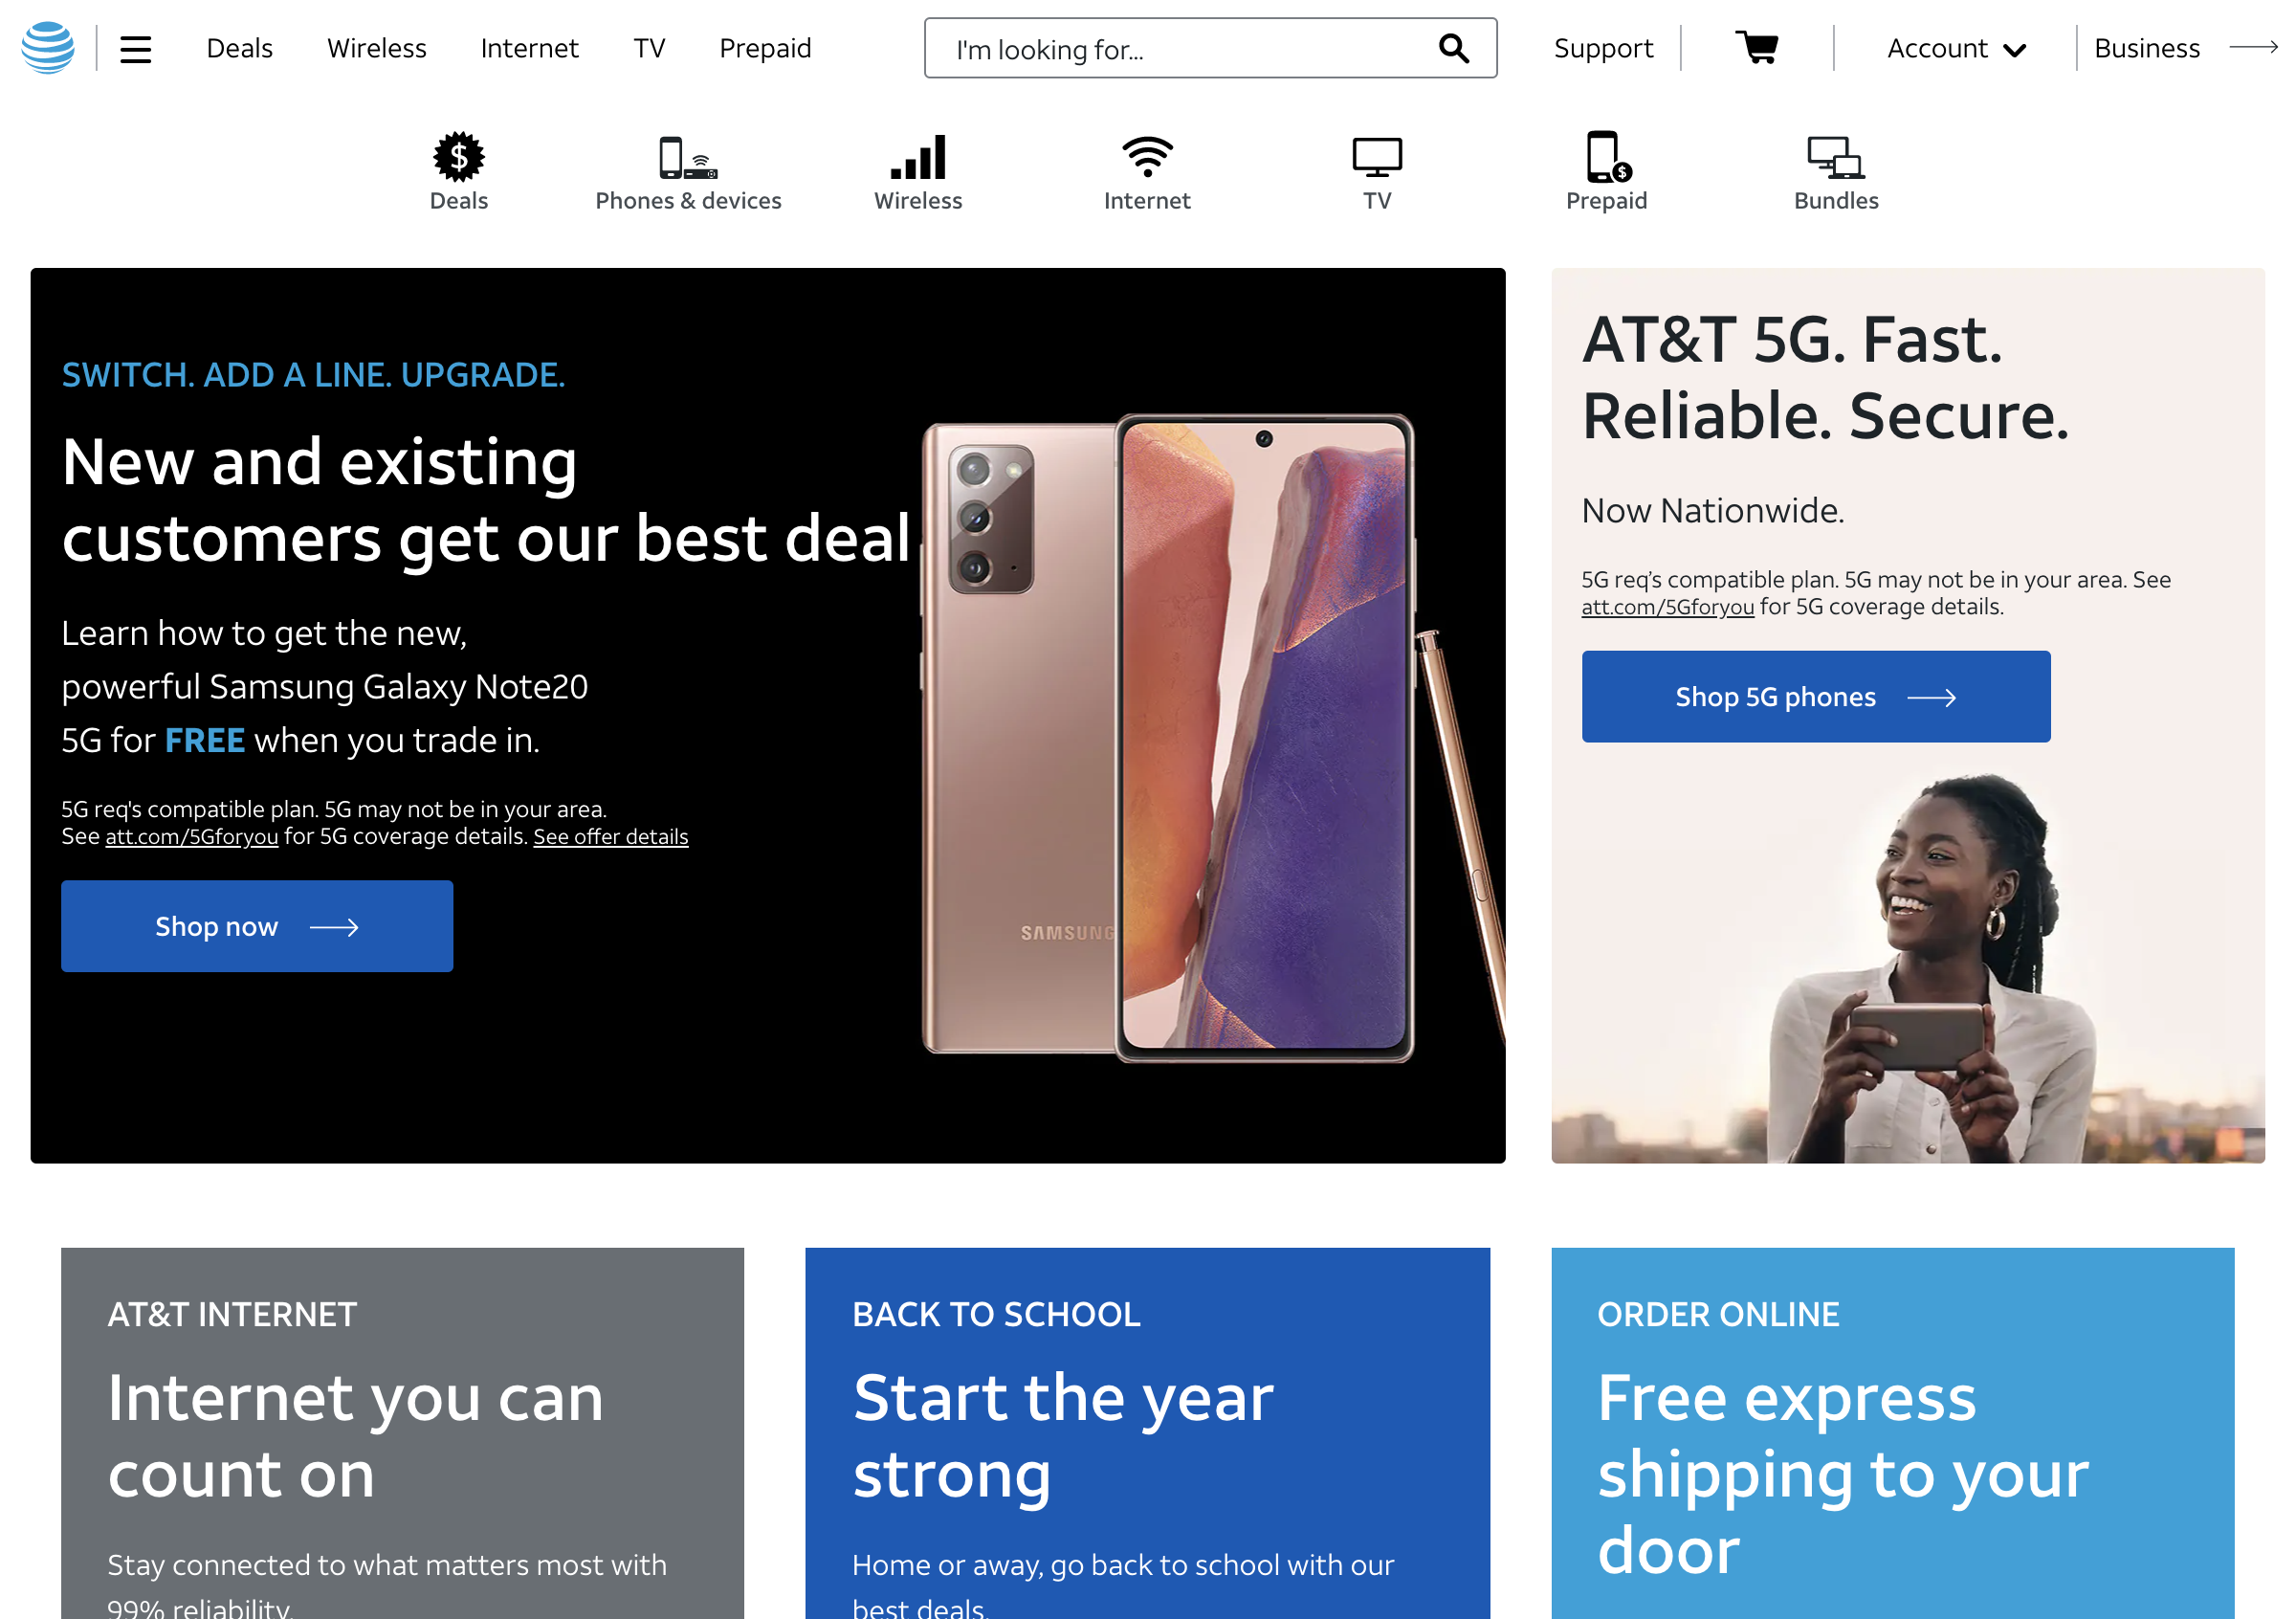 Deals
Wireless
Internet
TV
Prepaid
I'm looking for...
Support
Account
Business
Deals
Phones & devices
Wireless
Internet
TV
Prepaid
Bundles
SWITCH. ADD A LINE. UPGRADE.
New and existing
customers get our best deal
Learn how to get the new,
powerful Samsung Galaxy Note20
5G for FREE when you trade in.
5G req's compatible plan. 5G may not be in your area.
See att.com/5Gforyou for 5G coverage details. See offer details
Shop now
SAMSUNG
AT&T 5G. Fast.
Reliable. Secure.
Now Nationwide.
5G req’s compatible plan. 5G may not be in your area. See
att.com/5Gforyou for 5G coverage details.
Shop 5G phones
AT&T INTERNET
Internet you can
count on
Stay connected to what matters most with
99% reliability.
BACK TO SCHOOL
Start the year
strong
Home or away, go back to school with our
best deals.
ORDER ONLINE
Free express
shipping to your
door